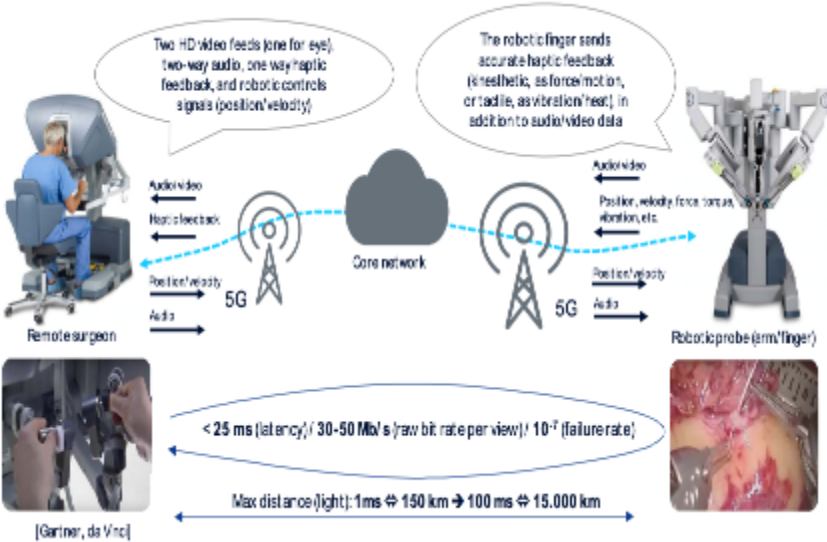 Two HD video feeds (one for eye),
two-way audio, one way haptic
feedback, and robotic controls
signals (position/velocity)
The robotic finger sends
accurate haptic feedback
(kinesthetic, as force/motion,
or tactile, as vibration/heat), in
addition to audio/video data
Audio/video
Haptic feedback
Position/velocity
Audio
5G
Core network
Audio/video
Position, velocity, force, torque,
vibration, etc.
Position/velocity
Audio
5G
Remote surgeon
Robotic probe (arm/finger)
< 25 ms (latency) / 30-50 Mb/s (raw bit rate per view) / 10⁻⁷ (failure rate)
Max distance (light): 1ms ⇔ 150 km ➔ 100 ms ⇔ 15.000 km
[Gartner, da Vinci]